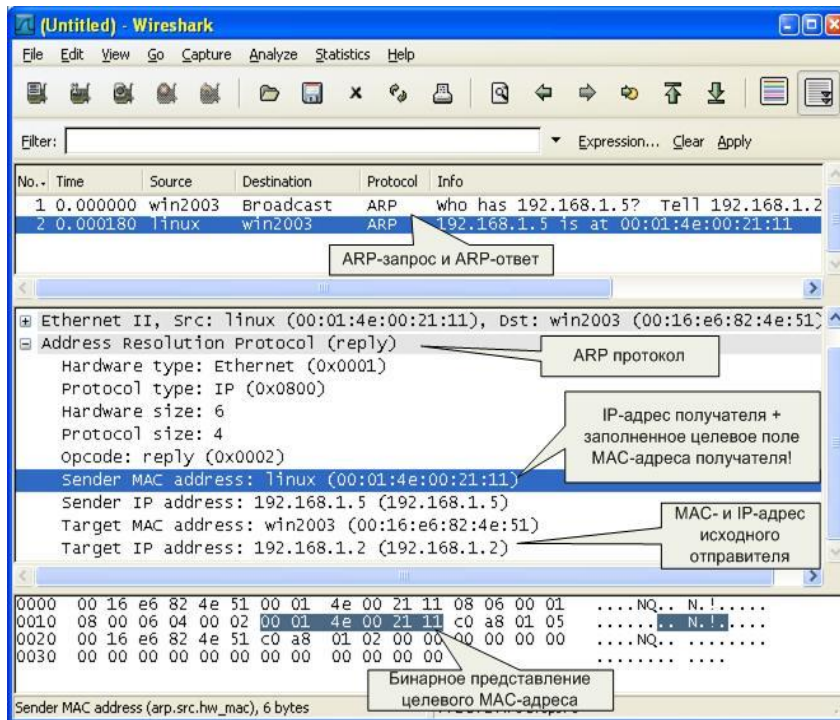 (Untitled) - Wireshark
File Edit View Go Capture Analyze Statistics Help
Filter: Expression... Clear Apply
No.. Time Source Destination Protocol Info
1 0.000000 win2003 Broadcast ARP who has 192.168.1.5? Tell 192.168.1.2
2 0.000180 linux win2003 ARP 192.168.1.5 is at 00:01:4e:00:21:11
ARP-запрос и ARP-ответ
Ethernet II, Src: linux (00:01:4e:00:21:11), Dst: win2003 (00:16:e6:82:4e:51)
Address Resolution Protocol (reply)
ARP протокол
Hardware type: Ethernet (0x0001)
Protocol type: IP (0x0800)
Hardware size: 6
Protocol size: 4
Opcode: reply (0x0002)
IP-адрес получателя +
заполненное целевое поле
MAC-адреса получателя!
Sender MAC address: linux (00:01:4e:00:21:11)
Sender IP address: 192.168.1.5 (192.168.1.5)
Target MAC address: win2003 (00:16:e6:82:4e:51)
Target IP address: 192.168.1.2 (192.168.1.2)
MAC- и IP-адрес
исходного
отправителя
0000 00 16 e6 82 4e 51 00 01 4e 00 21 11 08 06 00 01 ....NQ.. N.!.....
0010 08 00 06 04 00 02 00 01 4e 00 21 11 c0 a8 01 05 ........ N.!.....
0020 00 16 e6 82 4e 51 c0 a8 01 02 00 00 00 00 00 00 ....NQ.. ........
0030 00 00 00 00 00 00 00 00 00 00 00 00 ........ ....
Бинарное представление
целевого MAC-адреса
Sender MAC address (arp.src.hw_mac), 6 bytes